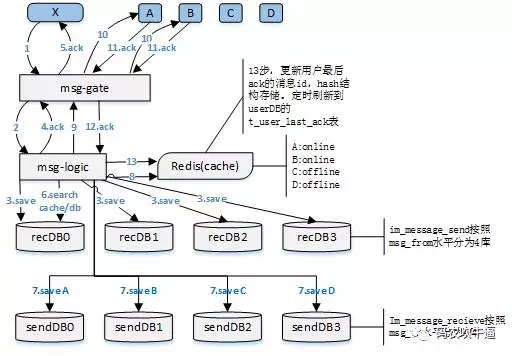 X
A
B
C
D
1
5.ack
10
10
11.ack
11.ack
msg-gate
2
4.ack
9
12.ack
13步，更新用户最后
ack的消息id，hash结
构存储。定时刷新到
userDB的
t_user_last_ack表
msg-logic
13
8
Redis(cache)
A:online
B:online
C:offline
D:offline
3.save
6.search
cache/db
3.save
3.save
3.save
recDB0
recDB1
recDB2
recDB3
im_message_send按照
msg_from水平分为4库
7.save A
7.save B
7.save C
7.save D
sendDB0
sendDB1
sendDB2
sendDB3
Im_message_recieve按照